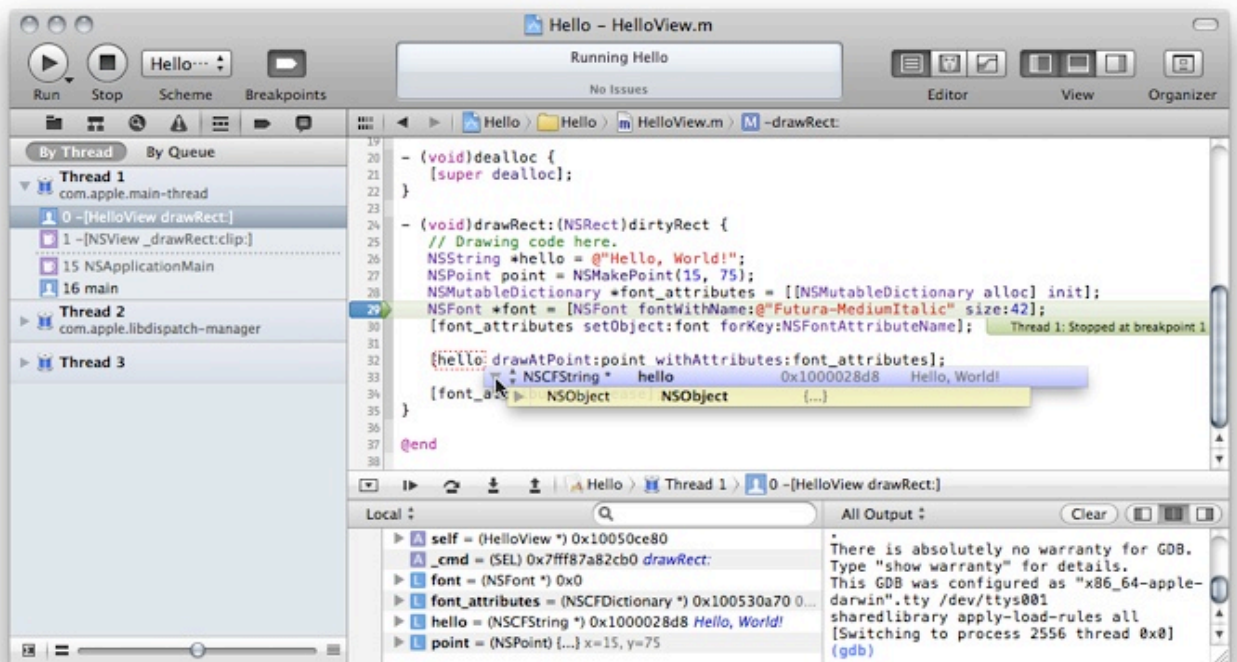 Hello – HelloView.m
Hello··· 
Running Hello
No Issues
Run Stop Scheme Breakpoints Editor View Organizer
By Thread By Queue
Thread 1
com.apple.main-thread
0 -[HelloView drawRect:]
1 -[NSView _drawRect:clip:]
15 NSApplicationMain
16 main
Thread 2
com.apple.libdispatch-manager
Thread 3
Hello Hello HelloView.m M -drawRect:
19
20 - (void)dealloc {
21 [super dealloc];
22 }
23
24 - (void)drawRect:(NSRect)dirtyRect {
25 // Drawing code here.
26 NSString *hello = @"Hello, World!";
27 NSPoint point = NSMakePoint(15, 75);
28 NSMutableDictionary *font_attributes = [[NSMutableDictionary alloc] init];
29 NSFont *font = [NSFont fontWithName:@"Futura-MediumItalic" size:42];
30 [font_attributes setObject:font forKey:NSFontAttributeName]; Thread 1: Stopped at breakpoint 1
31
32 [hello drawAtPoint:point withAttributes:font_attributes];
33 NSCFString * hello 0x1000028d8 Hello, World!
34 [font_a NSObject NSObject {...}
35 }
36
37 @end
38
Hello Thread 1 0 -[HelloView drawRect:]
Local
All Output Clear
A self = (HelloView *) 0x10050ce80
A _cmd = (SEL) 0x7fff87a82cb0 drawRect:
L font = (NSFont *) 0x0
L font_attributes = (NSCFDictionary *) 0x100530a70 0...
L hello = (NSCFString *) 0x1000028d8 Hello, World!
L point = (NSPoint) {...} x=15, y=75
There is absolutely no warranty for GDB.
Type "show warranty" for details.
This GDB was configured as "x86_64-apple-
darwin".tty /dev/ttys001
sharedlibrary apply-load-rules all
[Switching to process 2556 thread 0x0]
(gdb)